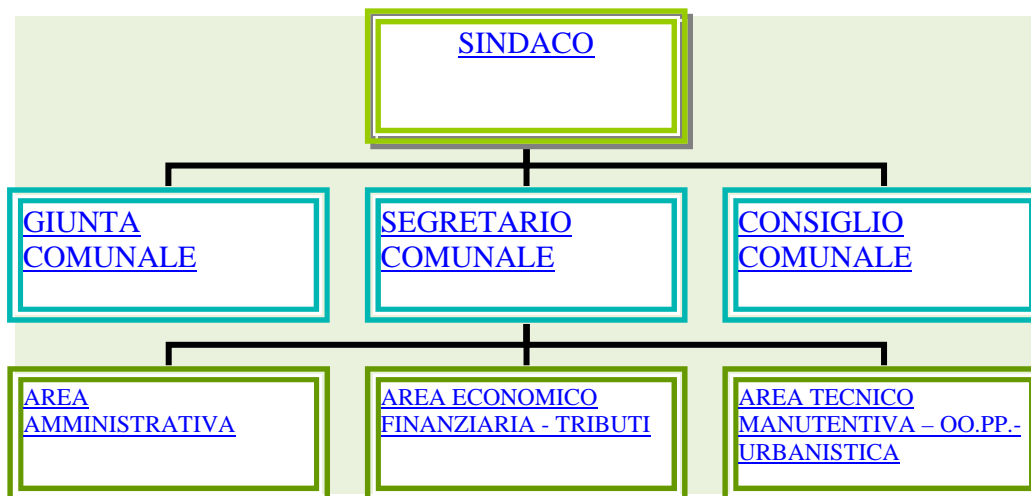 SINDACO
GIUNTA
COMUNALE
SEGRETARIO
COMUNALE
CONSIGLIO
COMUNALE
AREA
AMMINISTRATIVA
AREA ECONOMICO
FINANZIARIA - TRIBUTI
AREA TECNICO
MANUTENTIVA – OO.PP.-
URBANISTICA